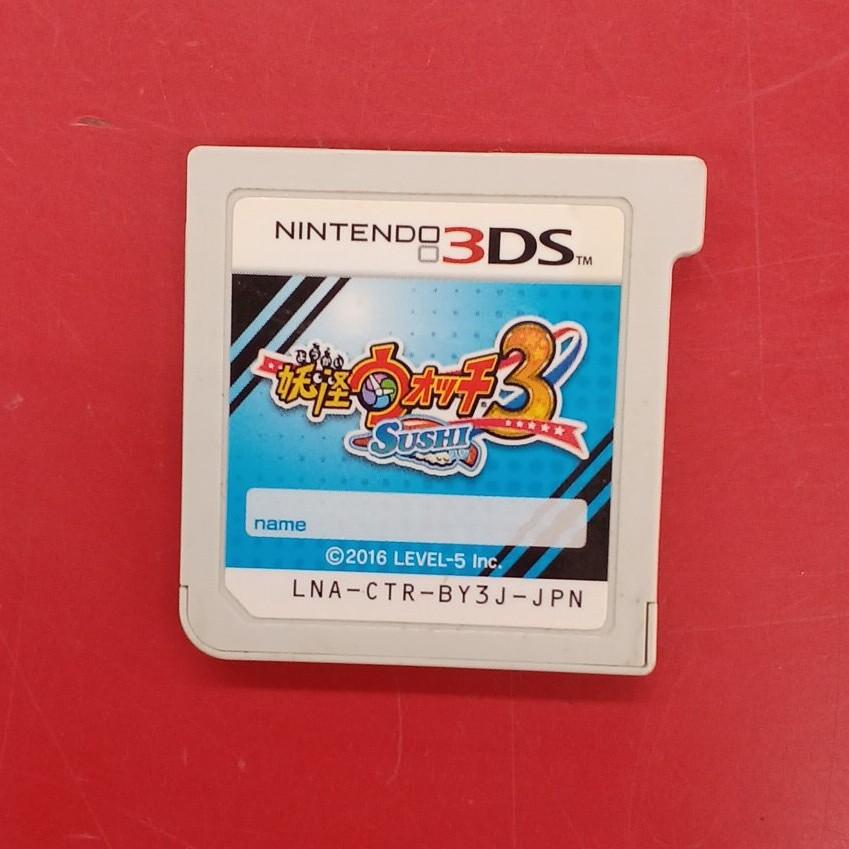 NINTENDO 3DS™
ようかい
妖怪ウォッチ3
SUSHI
name
©2016 LEVEL-5 Inc.
LNA-CTR-BY3J-JPN